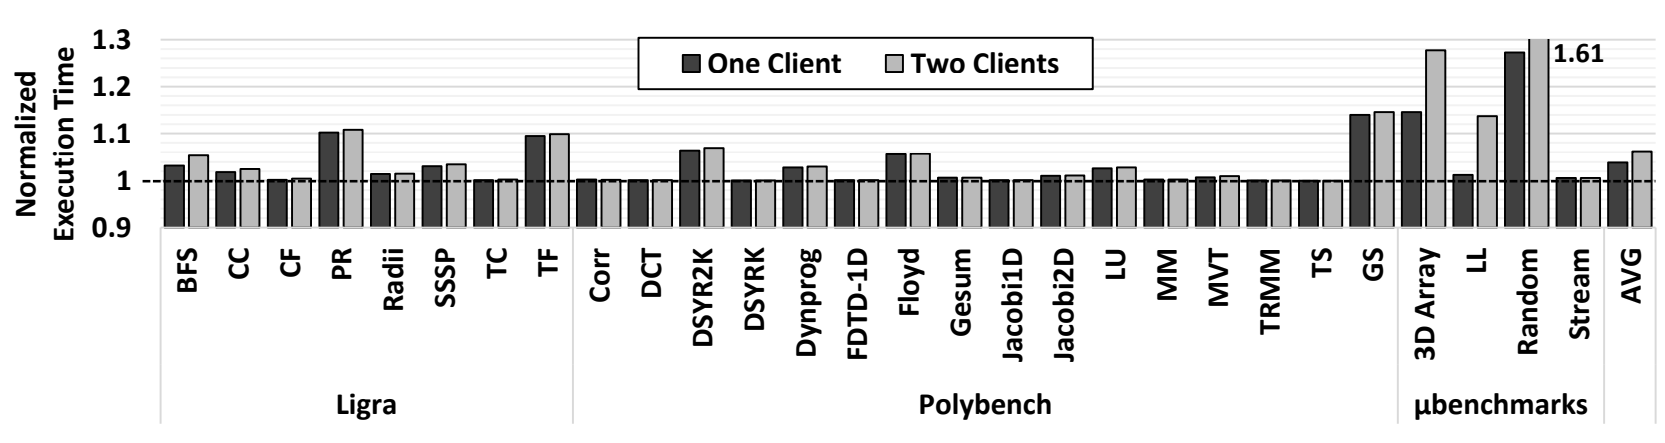 Normalized
Execution Time
1.3
1.2
1.1
1
0.9
One Client
Two Clients
1.61
BFS
CC
CF
PR
Radii
SSSP
TC
TF
Corr
DCT
DSYR2K
DSYRK
Dynprog
FDTD-1D
Floyd
Gesum
Jacobi1D
Jacobi2D
LU
MM
MVT
TRMM
TS
GS
3D Array
LL
Random
Stream
AVG
Ligra
Polybench
μbenchmarks